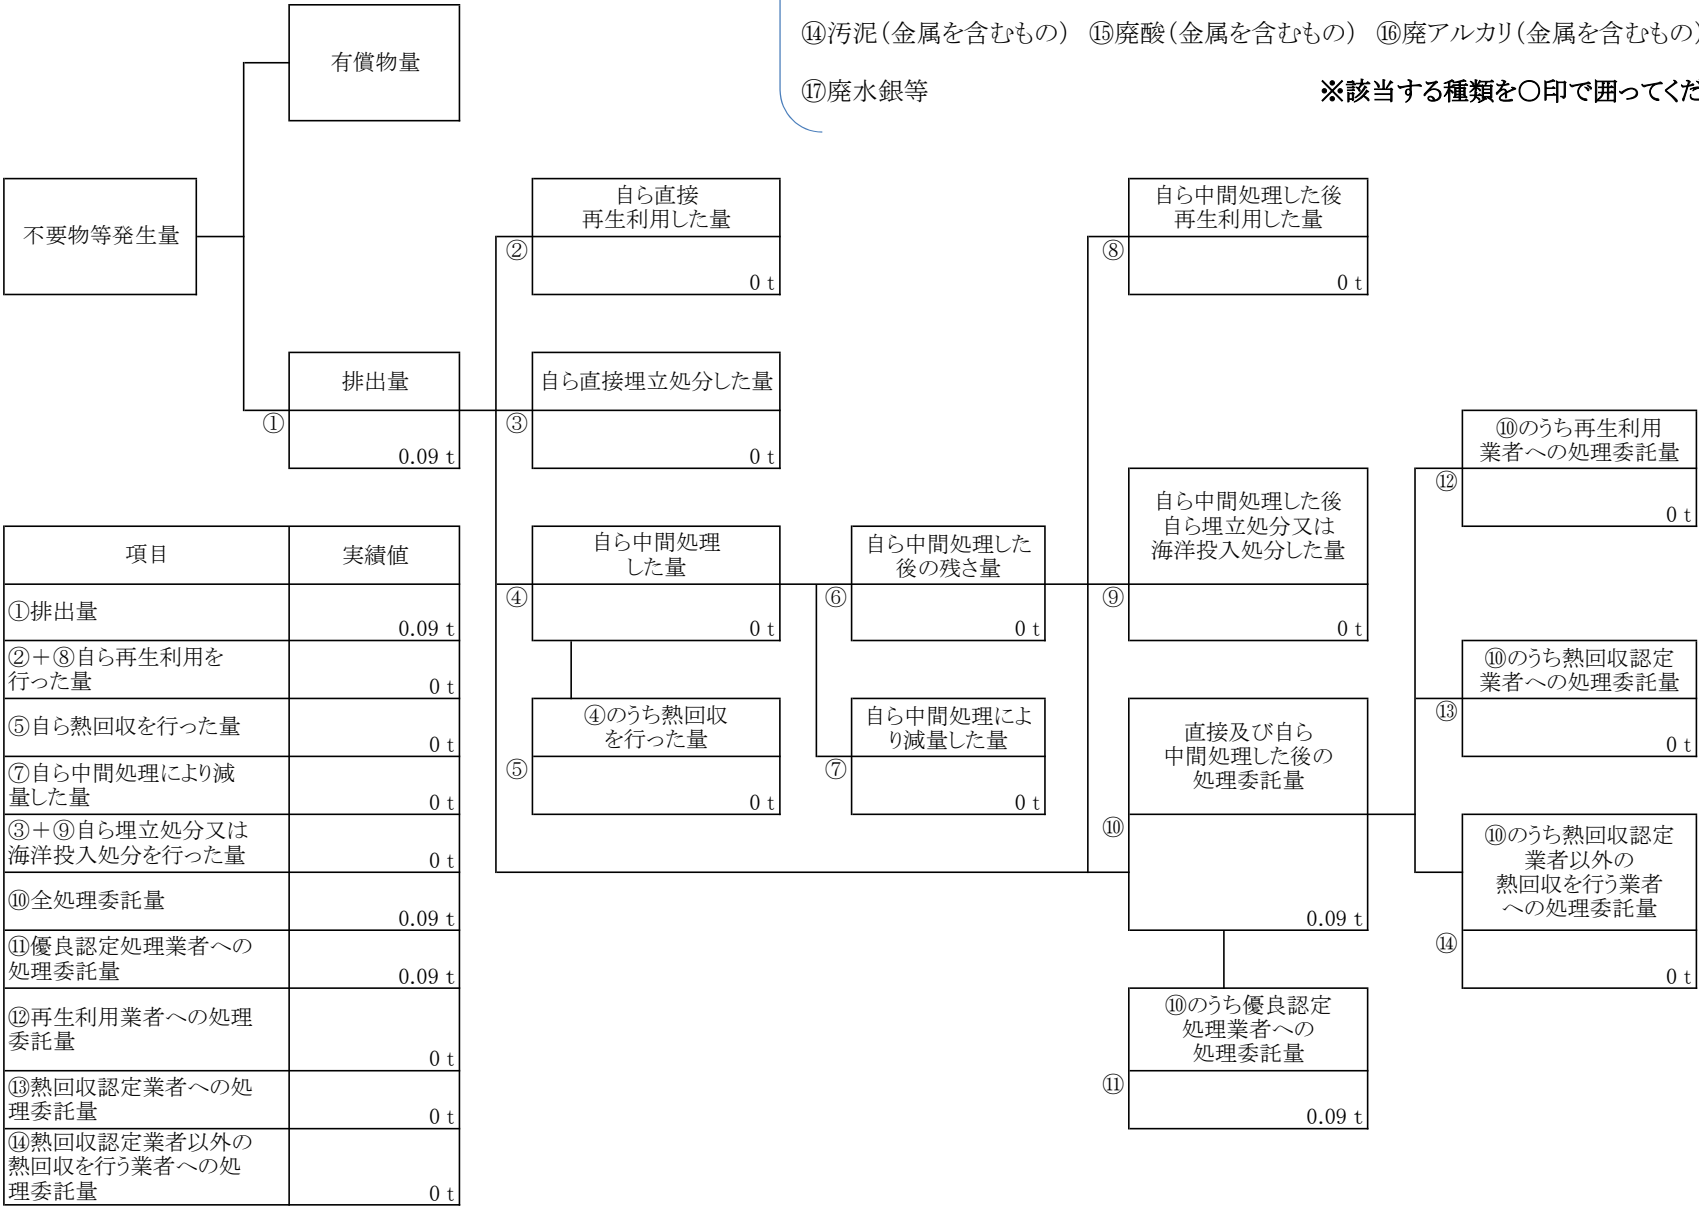 ⑭汚泥(金属を含むもの) ⑮廃酸(金属を含むもの) ⑯廃アルカリ(金属を含むもの)
⑰廃水銀等
※該当する種類を○印で囲ってくだ
有償物量
不要物等発生量
排出量
①
0.09 t
自ら直接
再生利用した量
②
0 t
自ら直接埋立処分した量
③
0 t
自ら中間処理
した量
④
0 t
④のうち熱回収
を行った量
⑤
0 t
自ら中間処理した
後の残さ量
⑥
0 t
自ら中間処理によ
り減量した量
⑦
0 t
自ら中間処理した後
再生利用した量
⑧
0 t
自ら中間処理した後
自ら埋立処分又は
海洋投入処分した量
⑨
0 t
直接及び自ら
中間処理した後の
処理委託量
⑩
0.09 t
⑩のうち優良認定
処理業者への
処理委託量
⑪
0.09 t
⑩のうち再生利用
業者への処理委託量
⑫
0 t
⑩のうち熱回収認定
業者への処理委託量
⑬
0 t
⑩のうち熱回収認定
業者以外の
熱回収を行う業者
への処理委託量
⑭
0 t
項目
実績値
①排出量
0.09 t
②+⑧自ら再生利用を
行った量
0 t
⑤自ら熱回収を行った量
0 t
⑦自ら中間処理により減
量した量
0 t
③+⑨自ら埋立処分又は
海洋投入処分を行った量
0 t
⑩全処理委託量
0.09 t
⑪優良認定処理業者への
処理委託量
0.09 t
⑫再生利用業者への処理
委託量
0 t
⑬熱回収認定業者への処
理委託量
0 t
⑭熱回収認定業者以外の
熱回収を行う業者への処
理委託量
0 t